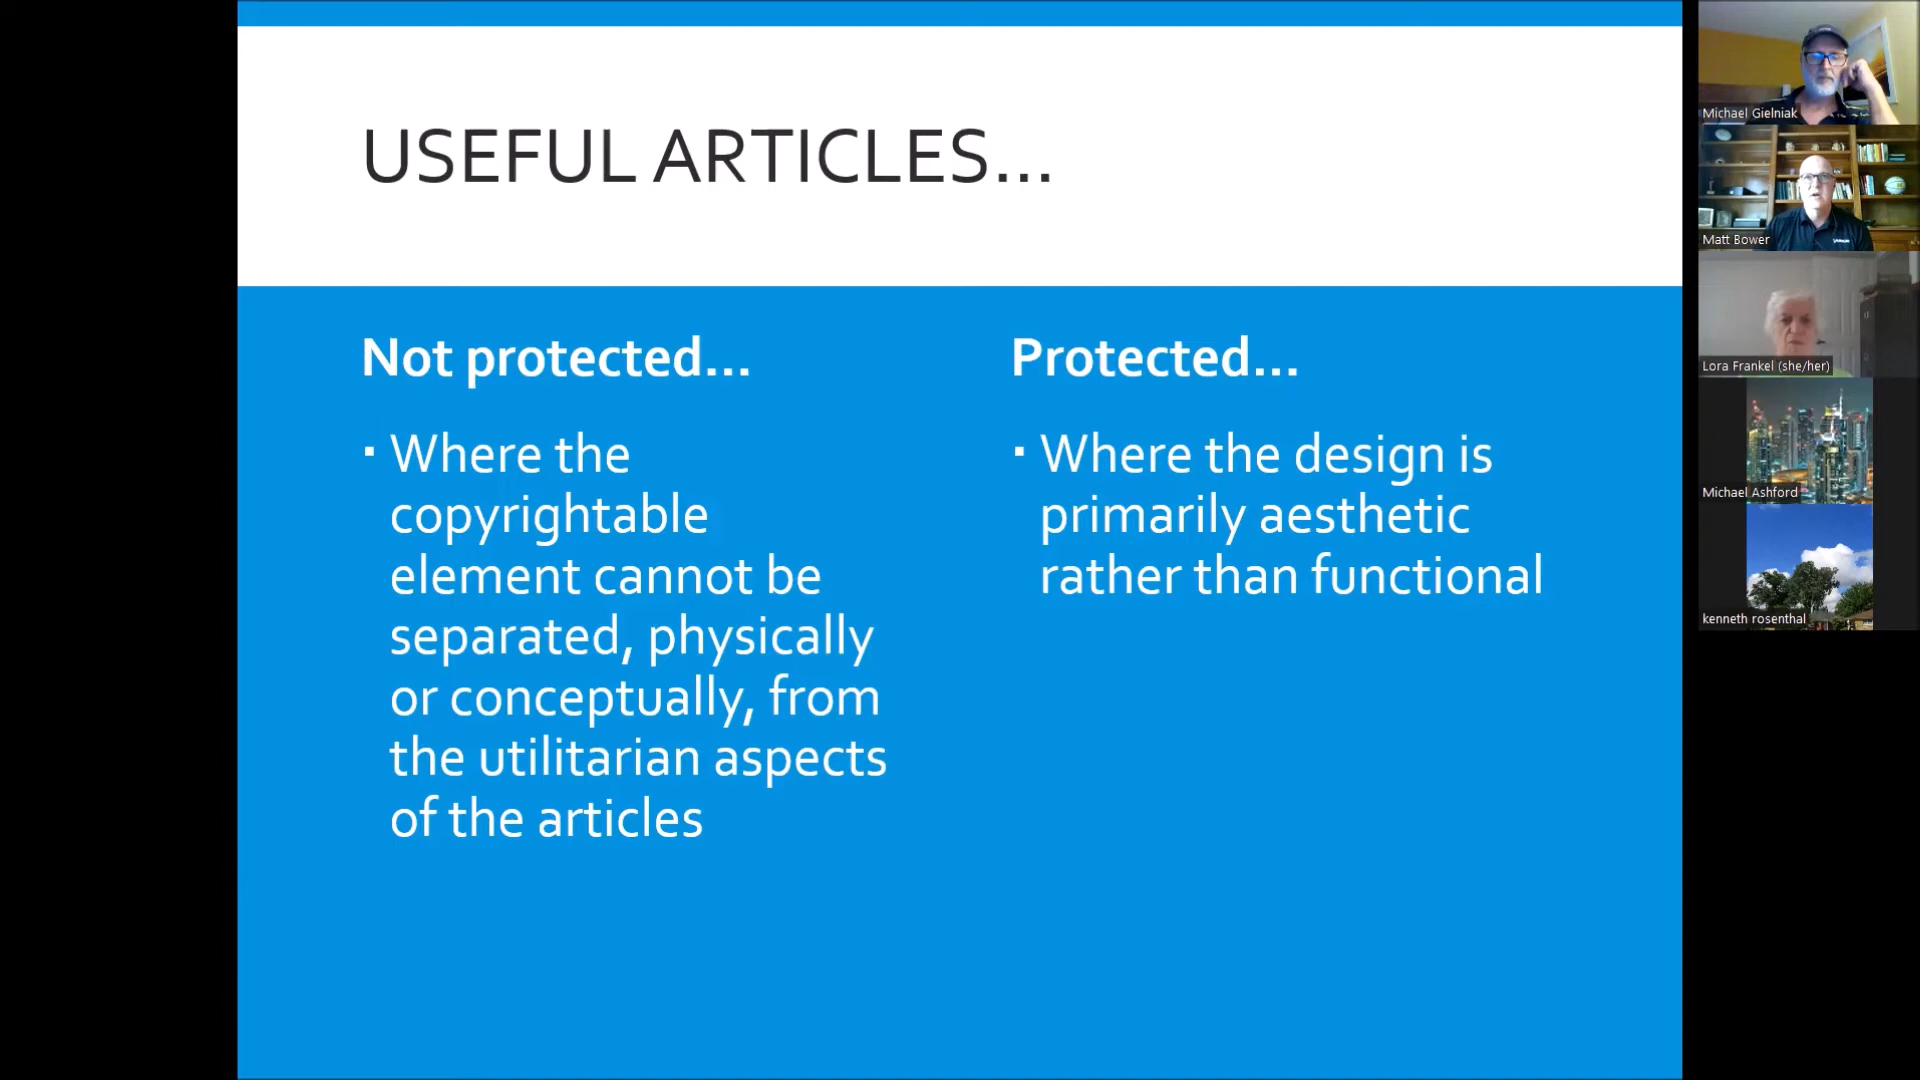 USEFUL ARTICLES...
Not protected...
▪ Where the
copyrightable
element cannot be
separated, physically
or conceptually, from
the utilitarian aspects
of the articles
Protected...
▪ Where the design is
primarily aesthetic
rather than functional
Michael Gielniak
Matt Bower
Lora Frankel (she/her)
Michael Ashford
kenneth rosenthal